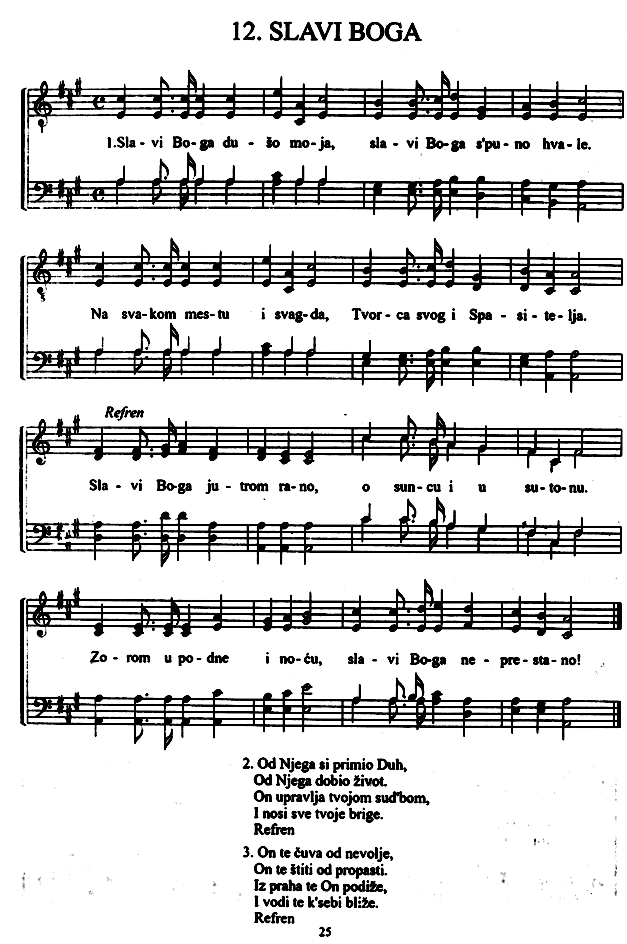 12. SLAVI BOGA
1.Sla - vi Bo-ga du - šo mo-ja, sla - vi Bo-ga s'pu - no hva-le.
Na sva-kom mes-tu i svag-da, Tvor-ca svog i Spa - si - te-lja.
Refren
Sla - vi Bo-ga ju-trom ra-no, o sun-cu i u su-to-nu.
Zo - rom u po-dne i no-ću, sla - vi Bo-ga ne - pre-sta-no!
2. Od Njega si primio Duh,
Od Njega dobio život.
On upravlja tvojom sud'bom,
I nosi sve tvoje brige.
Refren
3. On te čuva od nevolje,
On te štiti od propasti.
Iz praha te On podiže,
I vodi te k'sebi bliže.
Refren
25